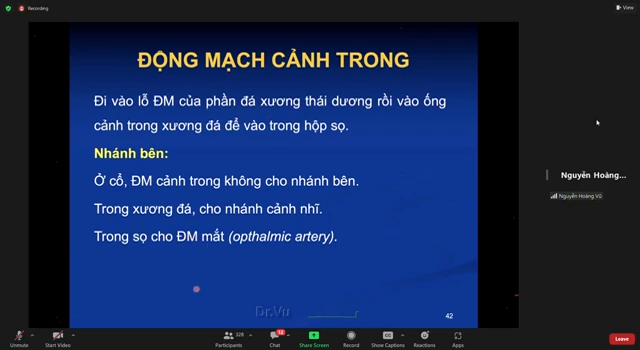 Recording
View
ĐỘNG MẠCH CẢNH TRONG
Đi vào lỗ ĐM của phần đá xương thái dương rồi vào ống
cảnh trong xương đá để vào trong hộp sọ.
Nhánh bên:
Ở cổ, ĐM cảnh trong không cho nhánh bên.
Trong xương đá, cho nhánh cảnh nhĩ.
Trong sọ cho ĐM mắt (opthalmic artery).
Dr.Vu
42
Nguyễn Hoàng...
Nguyễn Hoàng Vũ
Unmute
Start Video
328
Participants
12
Chat
Share Screen
Record
CC
Show Captions
Reactions
Apps
Leave